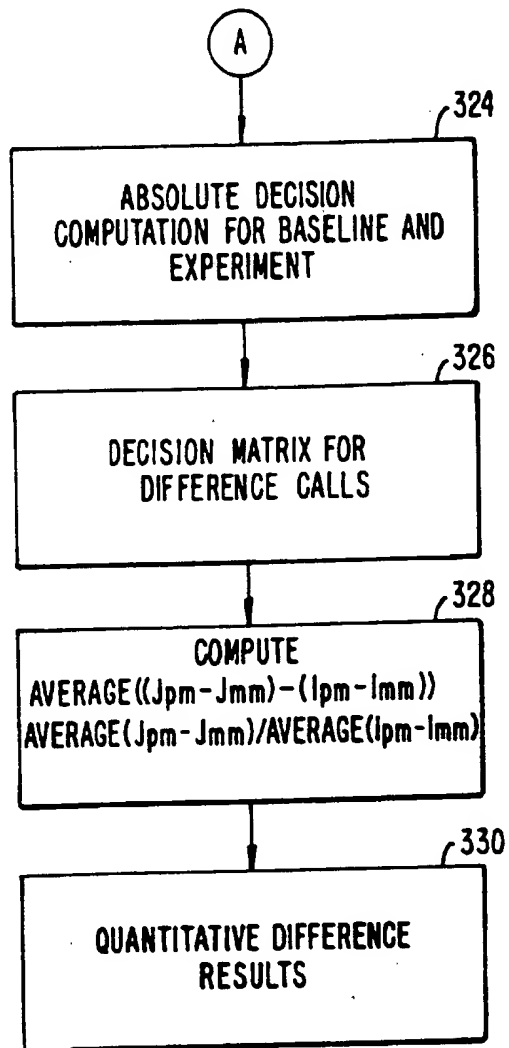 A
324
ABSOLUTE DECISION
COMPUTATION FOR BASELINE AND
EXPERIMENT
326
DECISION MATRIX FOR
DIFFERENCE CALLS
328
COMPUTE
AVERAGE((Jpm-Jmm)-(Ipm-Imm))
AVERAGE(Jpm-Jmm)/AVERAGE(Ipm-Imm)
330
QUANTITATIVE DIFFERENCE
RESULTS